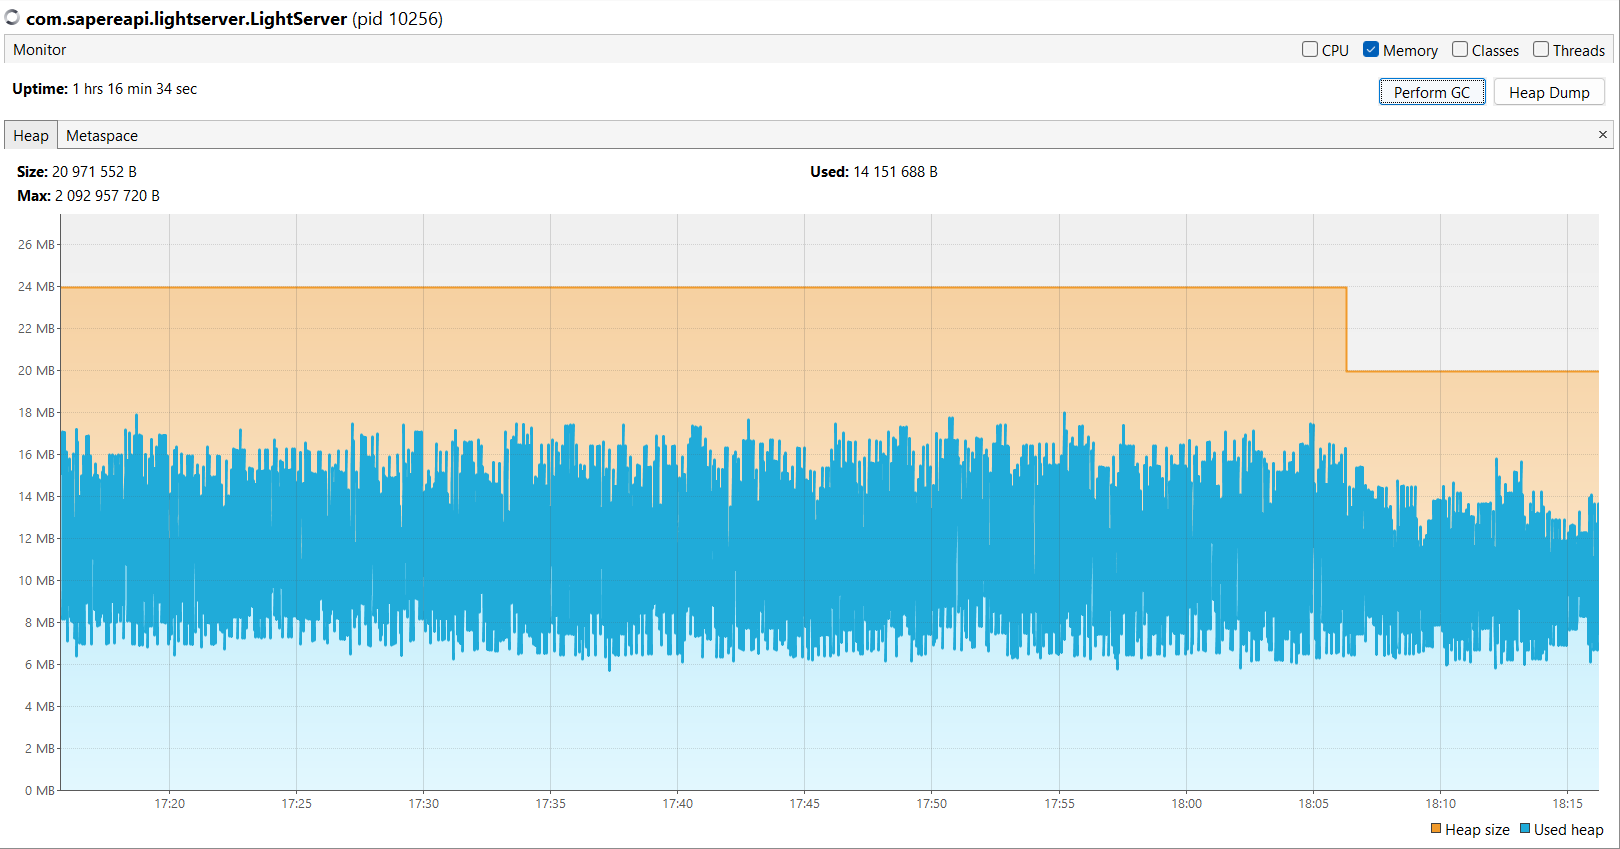 com.sapereapi.lightserver.LightServer (pid 10256)
Monitor
CPU Memory Classes Threads
Uptime: 1 hrs 16 min 34 sec
Perform GC Heap Dump
Heap Metaspace ×
Size: 20 971 552 B Used: 14 151 688 B
Max: 2 092 957 720 B
26 MB
24 MB
22 MB
20 MB
18 MB
16 MB
14 MB
12 MB
10 MB
8 MB
6 MB
4 MB
2 MB
0 MB
17:20 17:25 17:30 17:35 17:40 17:45 17:50 17:55 18:00 18:05 18:10 18:15
Heap size Used heap